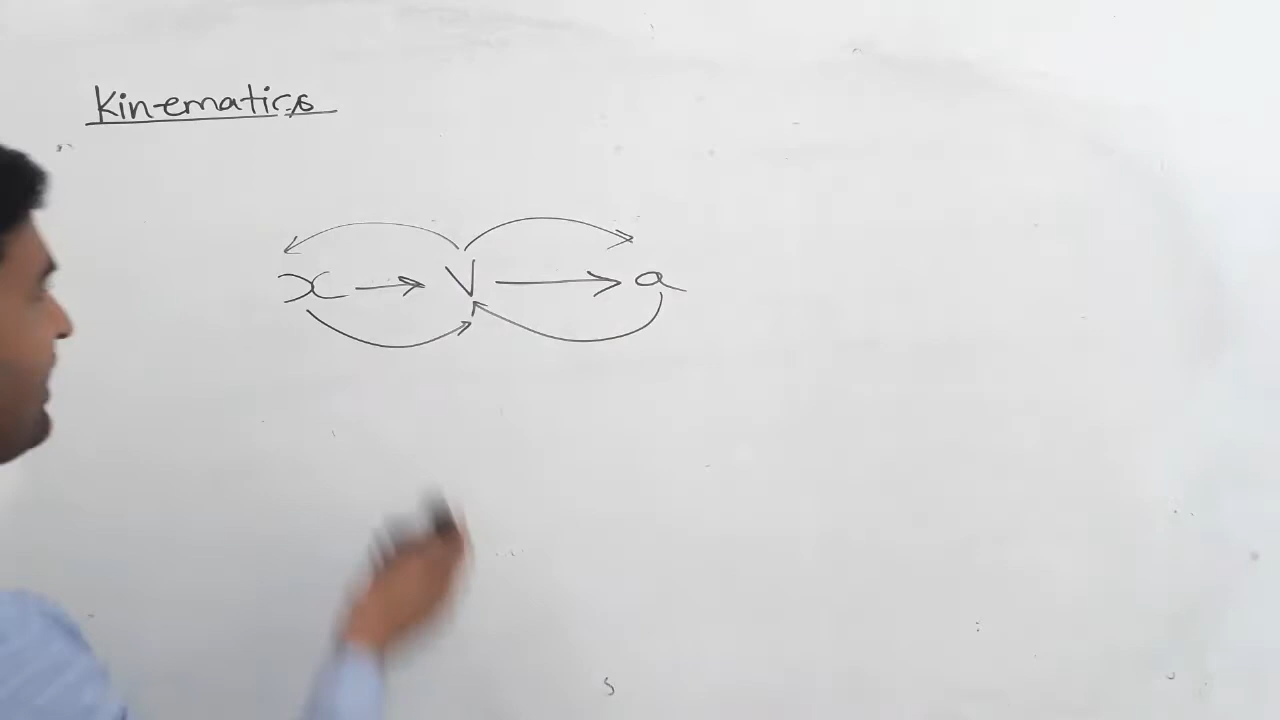 Kinematics
x → V → a